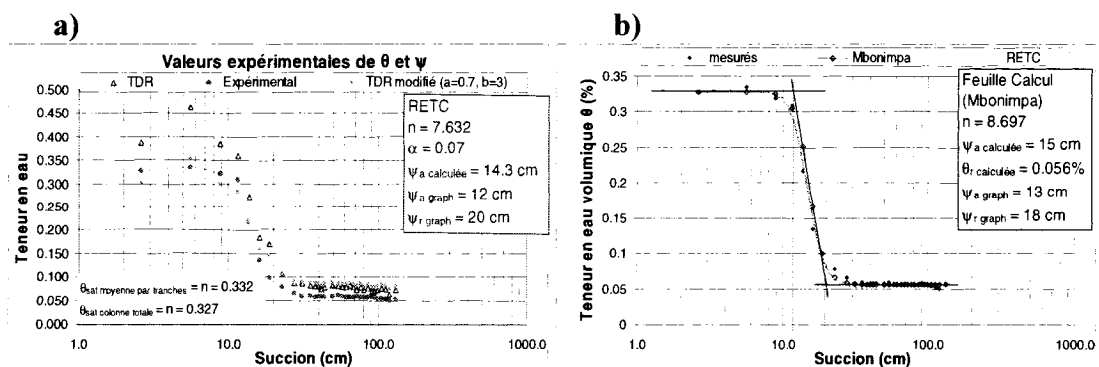 a)
Valeurs expérimentales de θ et ψ
TDR
Expérimental
TDR modifié (a=0.7, b=3)
Teneur en eau
0.500
0.450
0.400
0.350
0.300
0.250
0.200
0.150
0.100
0.050
0.000
RETC
n = 7.632
α = 0.07
ψa calculée = 14.3 cm
ψa graph = 12 cm
ψr graph = 20 cm
θsat moyenne par tranches = n = 0.332
θsat colonne totale = n = 0.327
1.0
10.0
100.0
1000.0
Succion (cm)
b)
mesurés
Mbonimpa
RETC
Teneur en eau volumique θ (%)
0.35
0.3
0.25
0.2
0.15
0.1
0.05
0
Feuille Calcul
(Mbonimpa)
n = 8.697
ψa calculée = 15 cm
θr calculée = 0.056%
ψa graph = 13 cm
ψr graph = 18 cm
1.0
10.0
100.0
1000.0
Succion (cm)